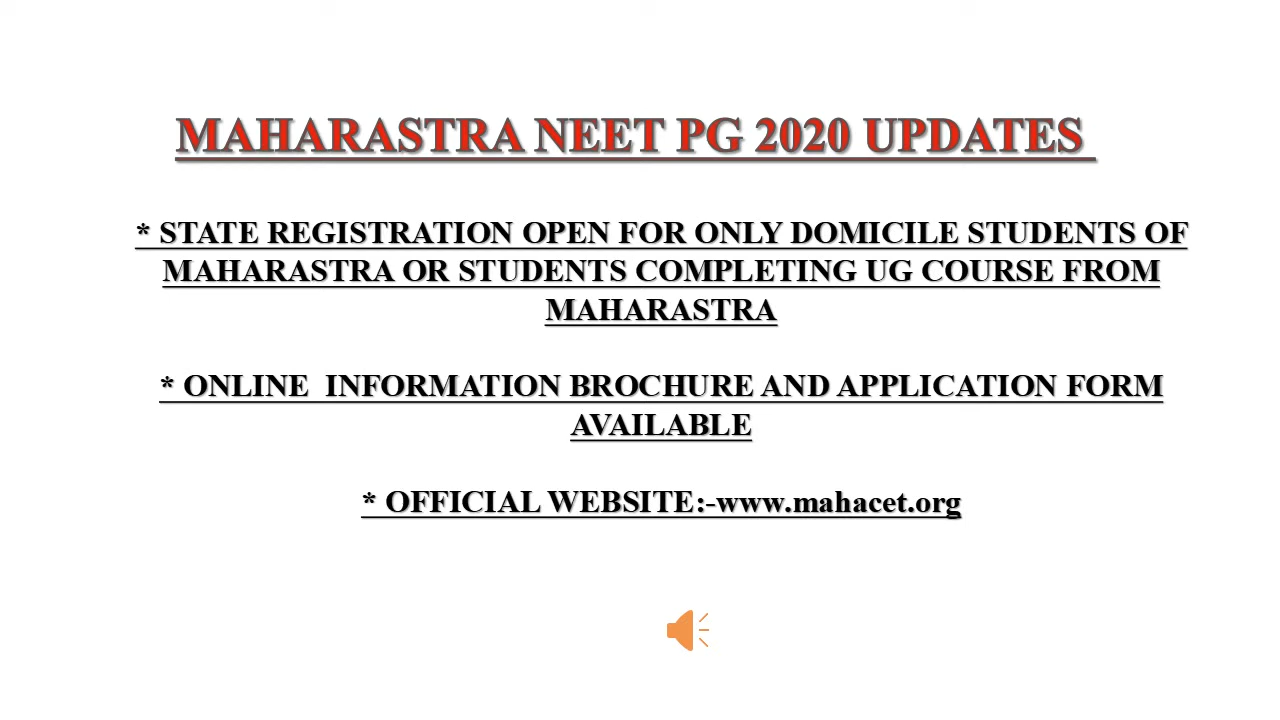 MAHARASTRA NEET PG 2020 UPDATES
* STATE REGISTRATION OPEN FOR ONLY DOMICILE STUDENTS OF
MAHARASTRA OR STUDENTS COMPLETING UG COURSE FROM
MAHARASTRA
* ONLINE  INFORMATION BROCHURE AND APPLICATION FORM
AVAILABLE
* OFFICIAL WEBSITE:-www.mahacet.org